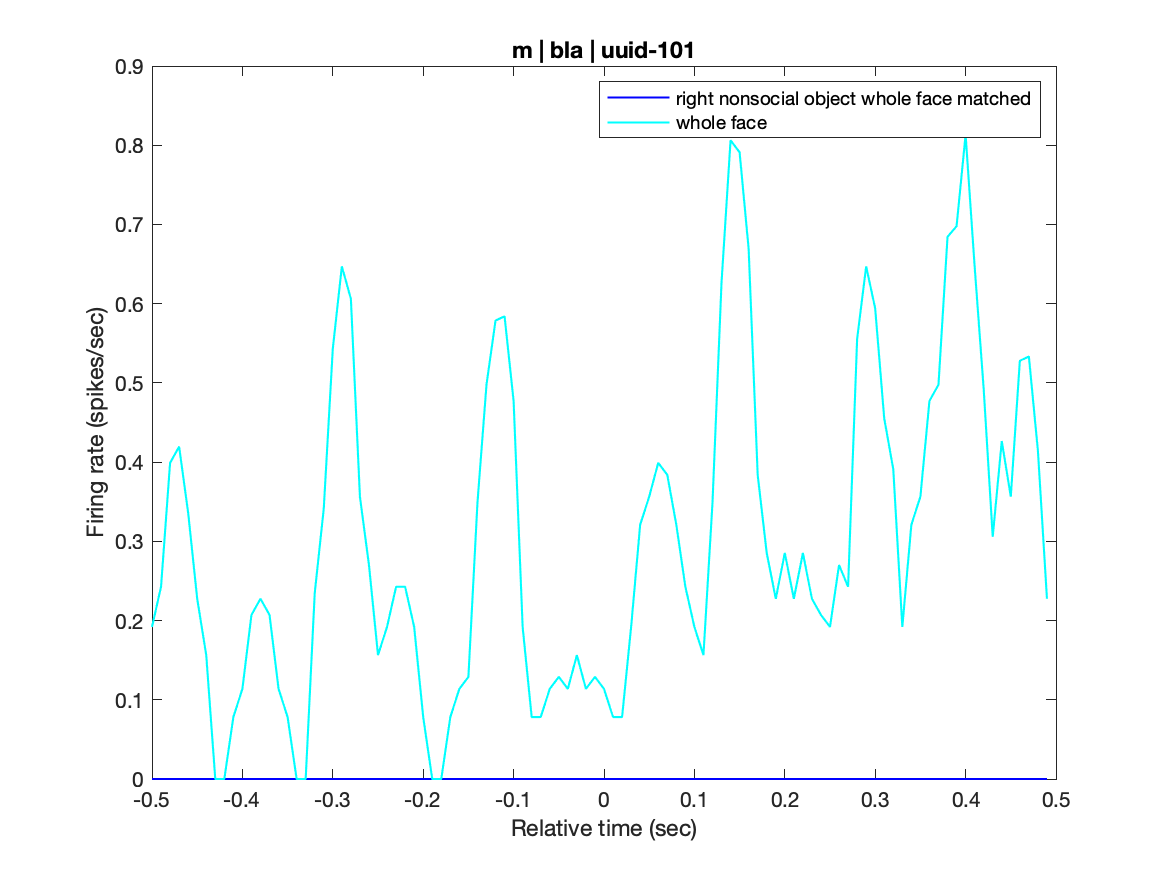 m | bla | uuid-101
right nonsocial object whole face matched
whole face
Firing rate (spikes/sec)
0.9
0.8
0.7
0.6
0.5
0.4
0.3
0.2
0.1
0
-0.5 -0.4 -0.3 -0.2 -0.1 0 0.1 0.2 0.3 0.4 0.5
Relative time (sec)